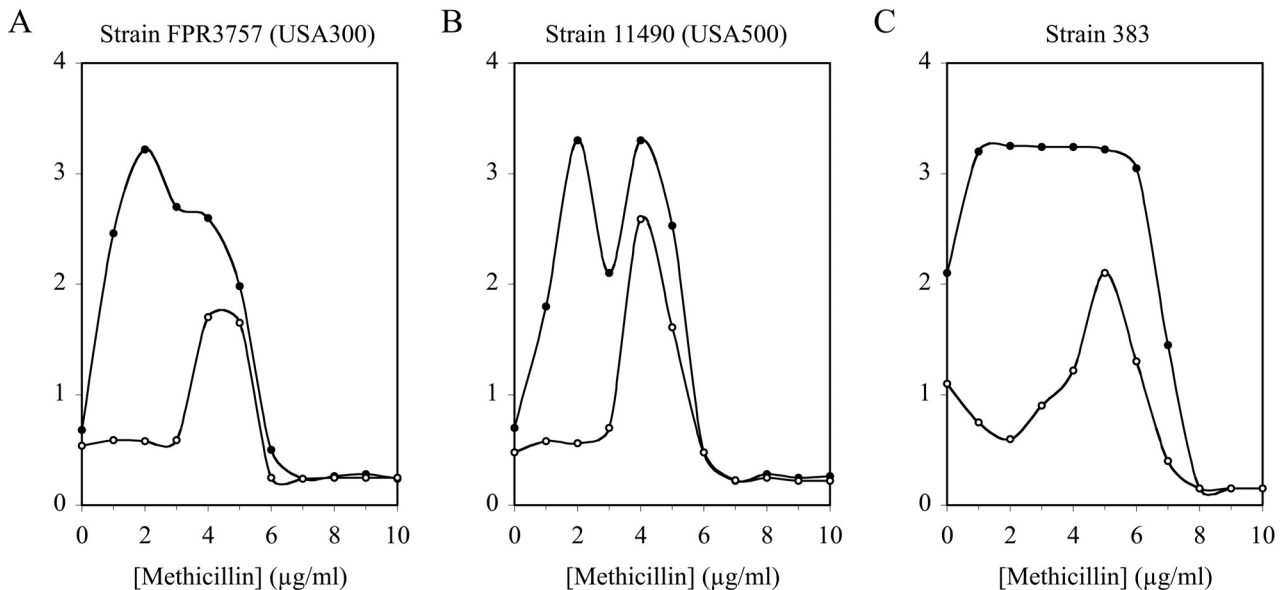 A
Strain FPR3757 (USA300)
4
3
2
1
0
0 2 4 6 8 10
[Methicillin] (µg/ml)
B
Strain 11490 (USA500)
4
3
2
1
0
0 2 4 6 8 10
[Methicillin] (µg/ml)
C
Strain 383
4
3
2
1
0
0 2 4 6 8 10
[Methicillin] (µg/ml)